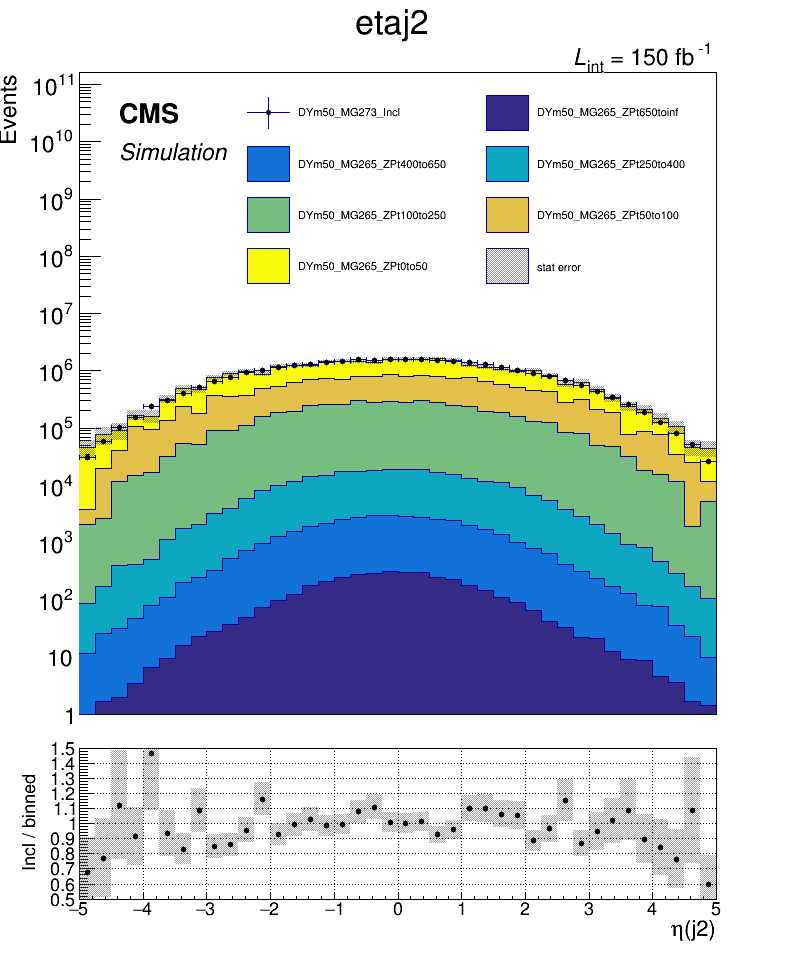 etaj2
L_int = 150 fb^-1
Events
10^11
10^10
10^9
10^8
10^7
10^6
10^5
10^4
10^3
10^2
10
1
CMS
Simulation
DYm50_MG273_Incl
DYm50_MG265_ZPt650toinf
DYm50_MG265_ZPt400to650
DYm50_MG265_ZPt250to400
DYm50_MG265_ZPt100to250
DYm50_MG265_ZPt50to100
DYm50_MG265_ZPt0to50
stat error
Incl / binned
1.5
1.4
1.3
1.2
1.1
1
0.9
0.8
0.7
0.6
0.5
−5 −4 −3 −2 −1 0 1 2 3 4 5
η(j2)